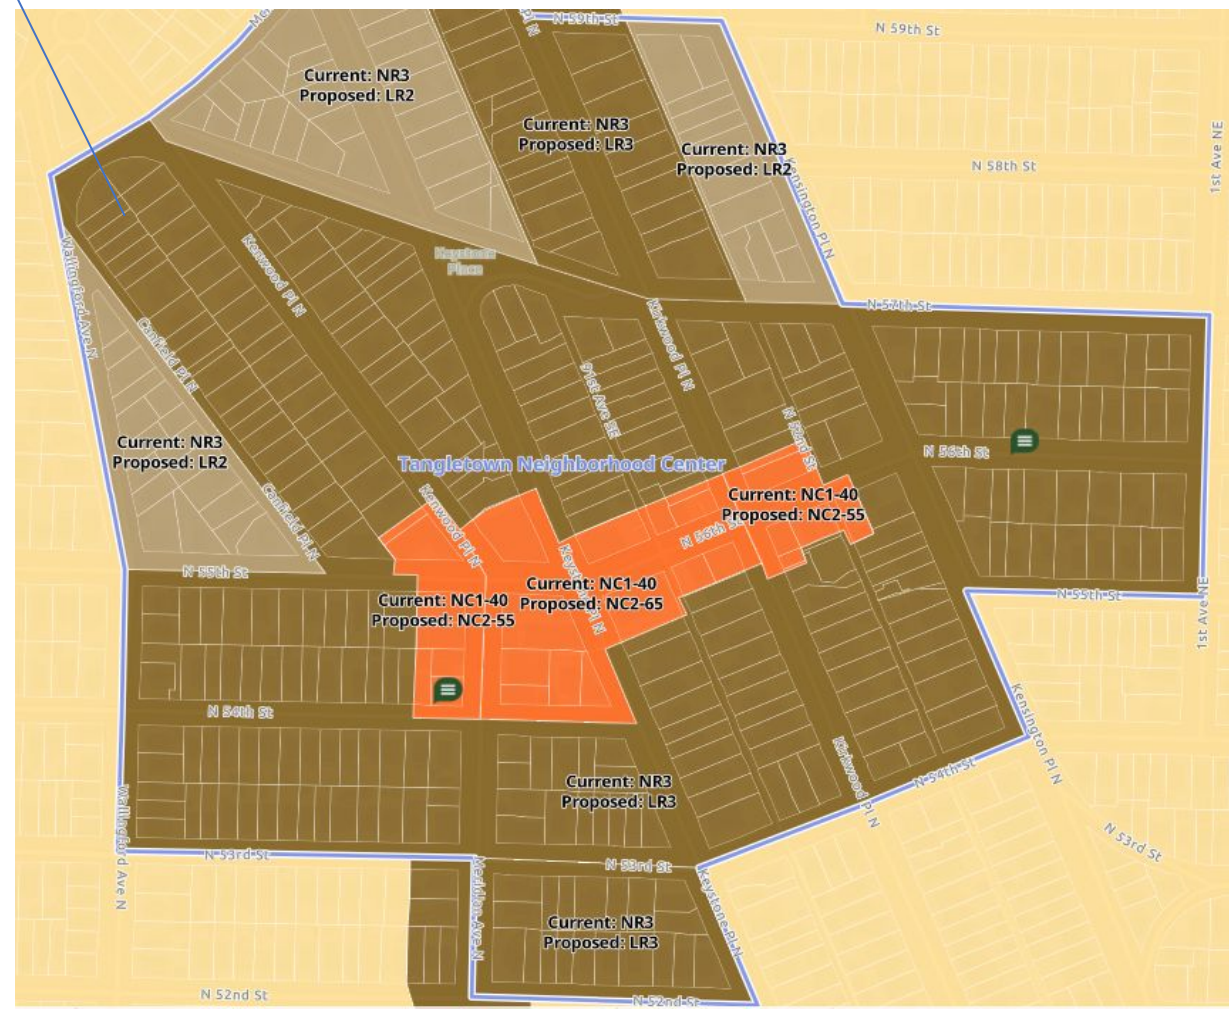 N 59th St
N 59th St
Current: NR3
Proposed: LR2
Current: NR3
Proposed: LR3
Current: NR3
Proposed: LR2
N 58th St
1st Ave NE
Kensington Pl N
Keystone
Place
Kenwood Pl N
Wallingford Ave N
N 57th St
Kirkwood Pl N
Canfield Pl N
Current: NR3
Proposed: LR2
N 56th St
Tangletown Neighborhood Center
Kenwood Pl N
Canfield Pl N
Current: NC1-40
Proposed: NC2-55
N 56th St
N 55th St
Current: NC1-40
Proposed: NC2-65
Keystone Pl N
Current: NC1-40
Proposed: NC2-55
N 55th St
1st Ave NE
N 54th St
Kensington Pl N
Kirkwood Pl N
N 54th St
Current: NR3
Proposed: LR3
Wallingford Ave N
N 53rd St
N 53rd St
N 53rd St
Meridian Ave N
Keystone Pl N
Current: NR3
Proposed: LR3
N 52nd St
N 52nd St